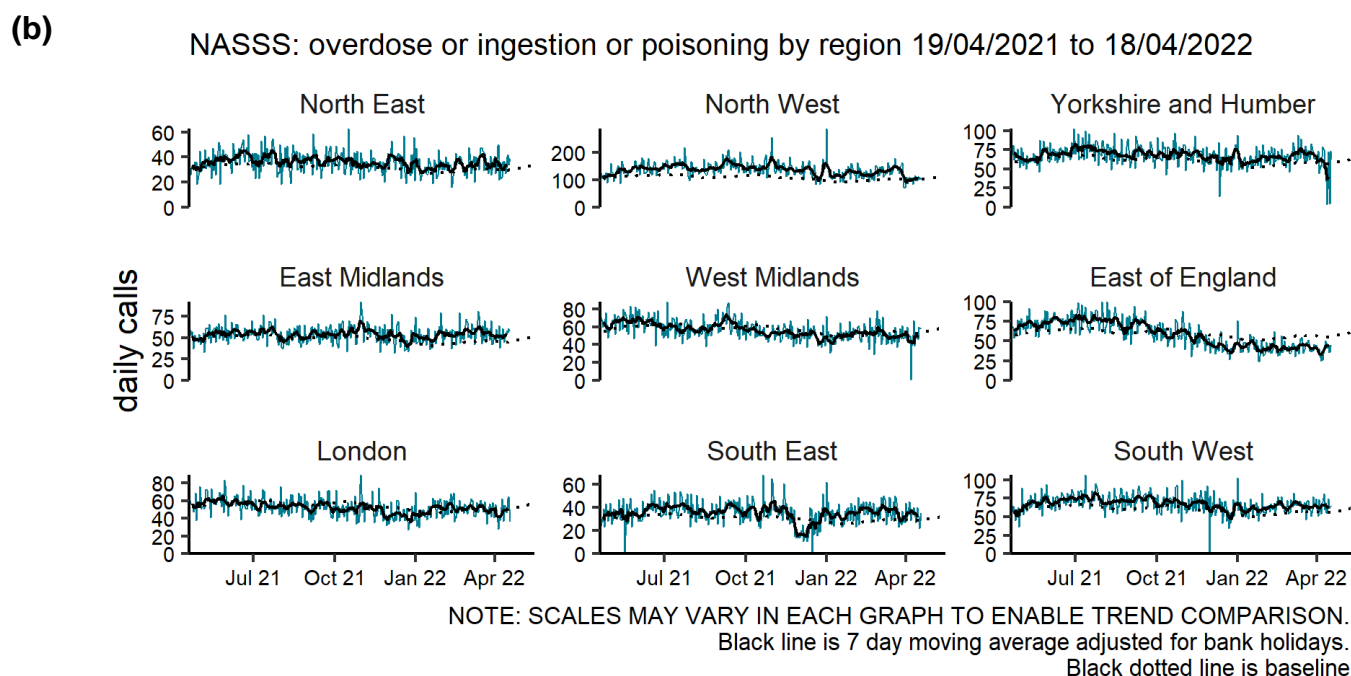 (b)
NASSS: overdose or ingestion or poisoning by region 19/04/2021 to 18/04/2022
North East
60
40
20
0
North West
200
100
0
Yorkshire and Humber
100
75
50
25
0
daily calls
East Midlands
75
50
25
0
West Midlands
80
60
40
20
0
East of England
100
75
50
25
0
London
80
60
40
20
0
Jul 21 Oct 21 Jan 22 Apr 22
South East
60
40
20
0
Jul 21 Oct 21 Jan 22 Apr 22
South West
100
75
50
25
0
Jul 21 Oct 21 Jan 22 Apr 22
NOTE: SCALES MAY VARY IN EACH GRAPH TO ENABLE TREND COMPARISON.
Black line is 7 day moving average adjusted for bank holidays.
Black dotted line is baseline